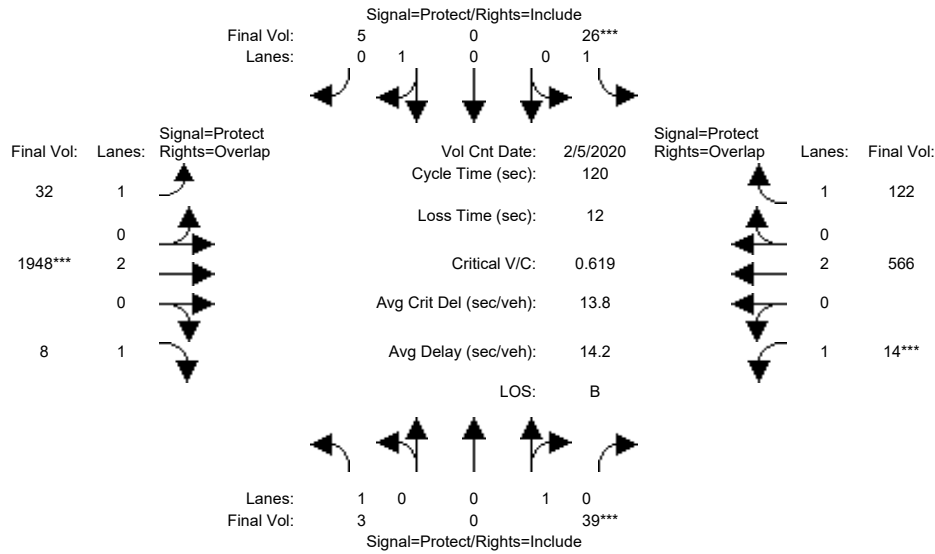 Signal=Protect/Rights=Include
Final Vol: 5 0 26***
Lanes: 0 1 0 0 1
Signal=Protect Signal=Protect
Final Vol: Lanes: Rights=Overlap Vol Cnt Date: 2/5/2020 Rights=Overlap Lanes: Final Vol:
Cycle Time (sec): 120
32 1 1 122
Loss Time (sec): 12
0 0
1948*** 2 Critical V/C: 0.619 2 566
0 Avg Crit Del (sec/veh): 13.8 0
8 1 Avg Delay (sec/veh): 14.2 1 14***
LOS: B
Lanes: 1 0 0 1 0
Final Vol: 3 0 39***
Signal=Protect/Rights=Include